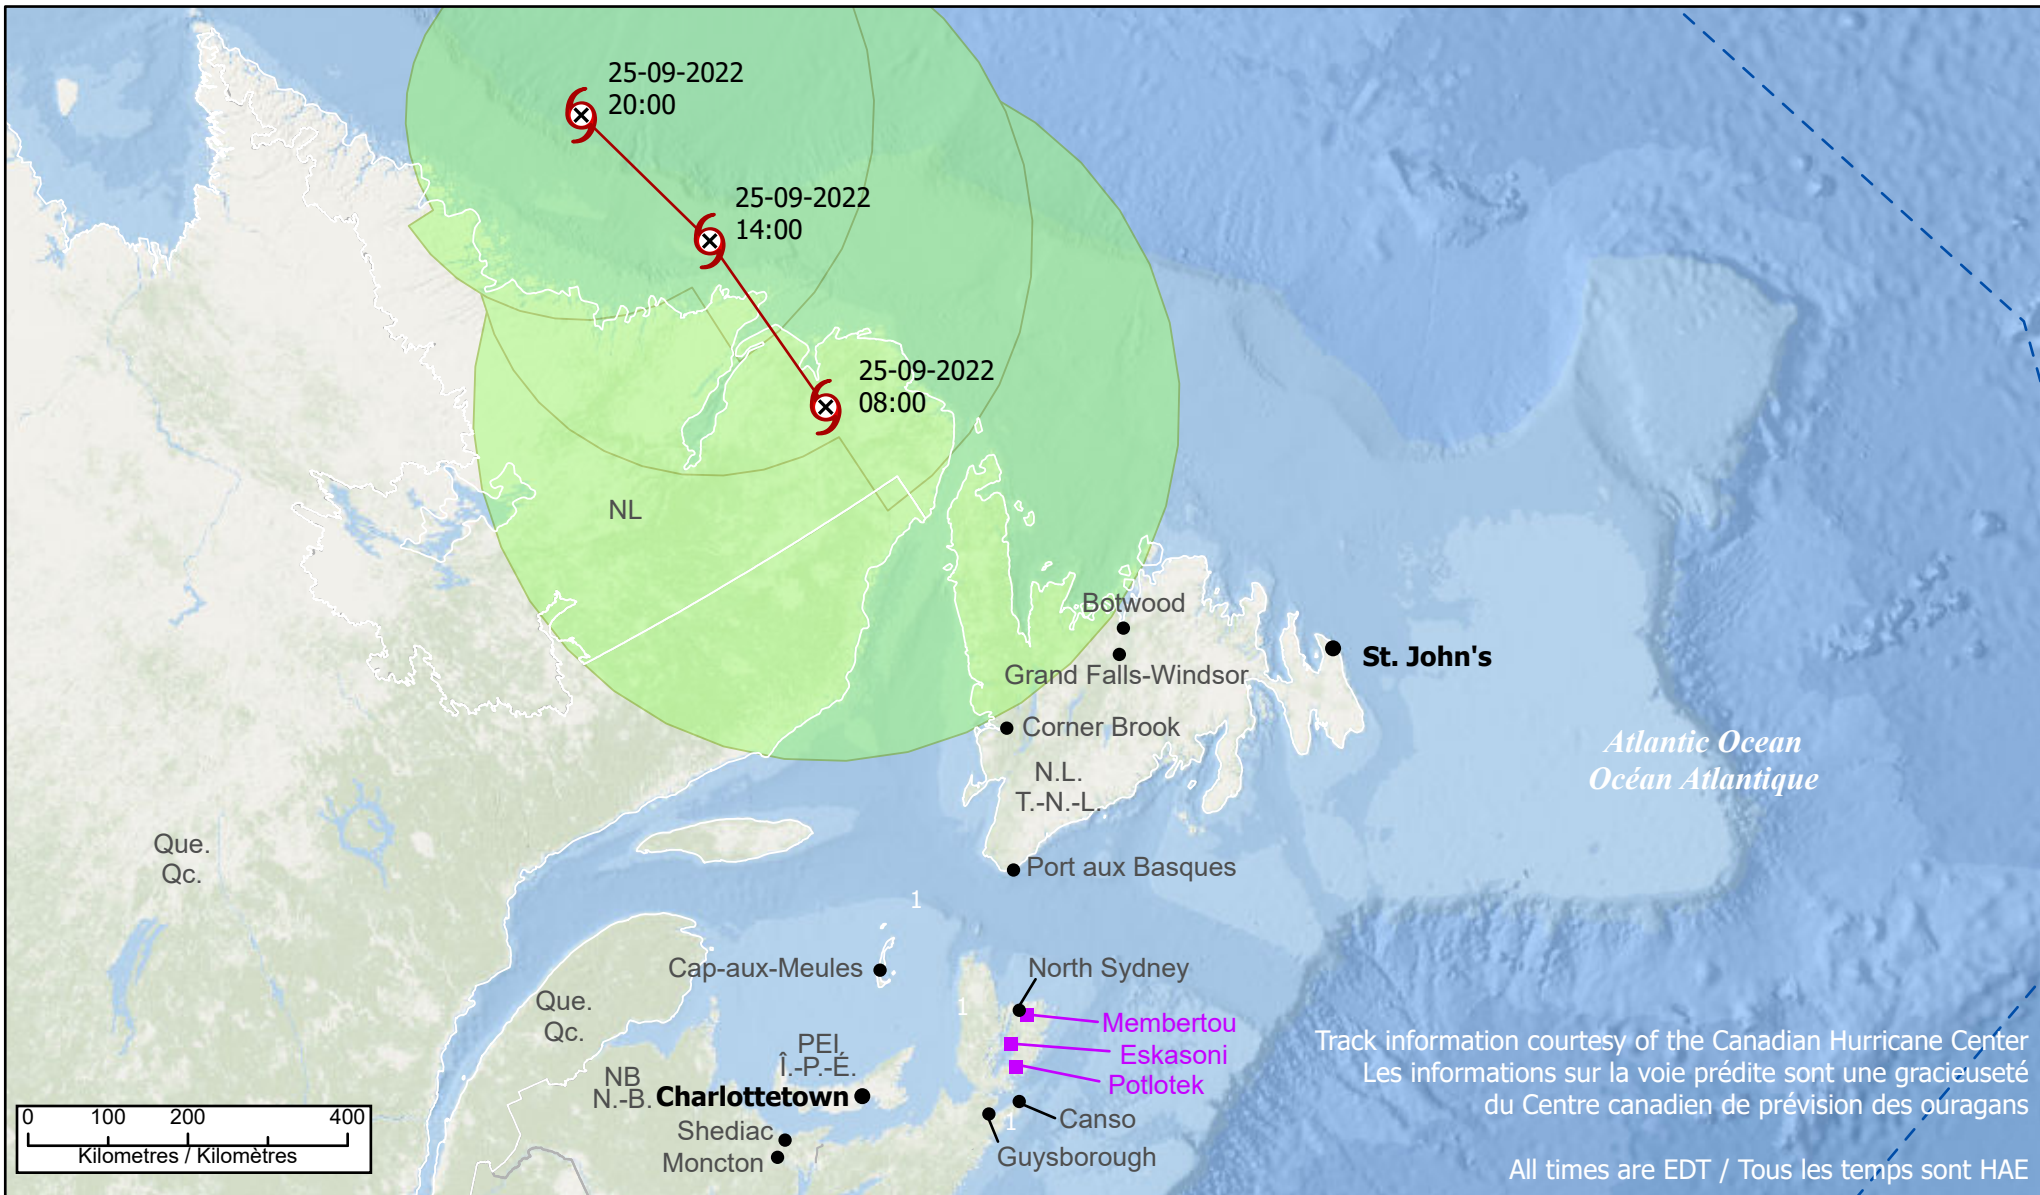 25-09-2022
20:00
25-09-2022
14:00
25-09-2022
08:00
NL
Botwood
Grand Falls-Windsor
St. John's
Corner Brook
N.L.
T.-N.-L.
Atlantic Ocean
Océan Atlantique
Que.
Qc.
Port aux Basques
1
Cap-aux-Meules
North Sydney
1
Que.
Qc.
Membertou
Eskasoni
Potlotek
PEI
Î.-P.-É.
NB
N.-B.
Charlottetown
Canso
1
Shediac
Moncton
Guysborough
Track information courtesy of the Canadian Hurricane Center
Les informations sur la voie prédite sont une gracieuseté
du Centre canadien de prévision des ouragans
All times are EDT / Tous les temps sont HAE
0 100 200 400
Kilometres / Kilomètres